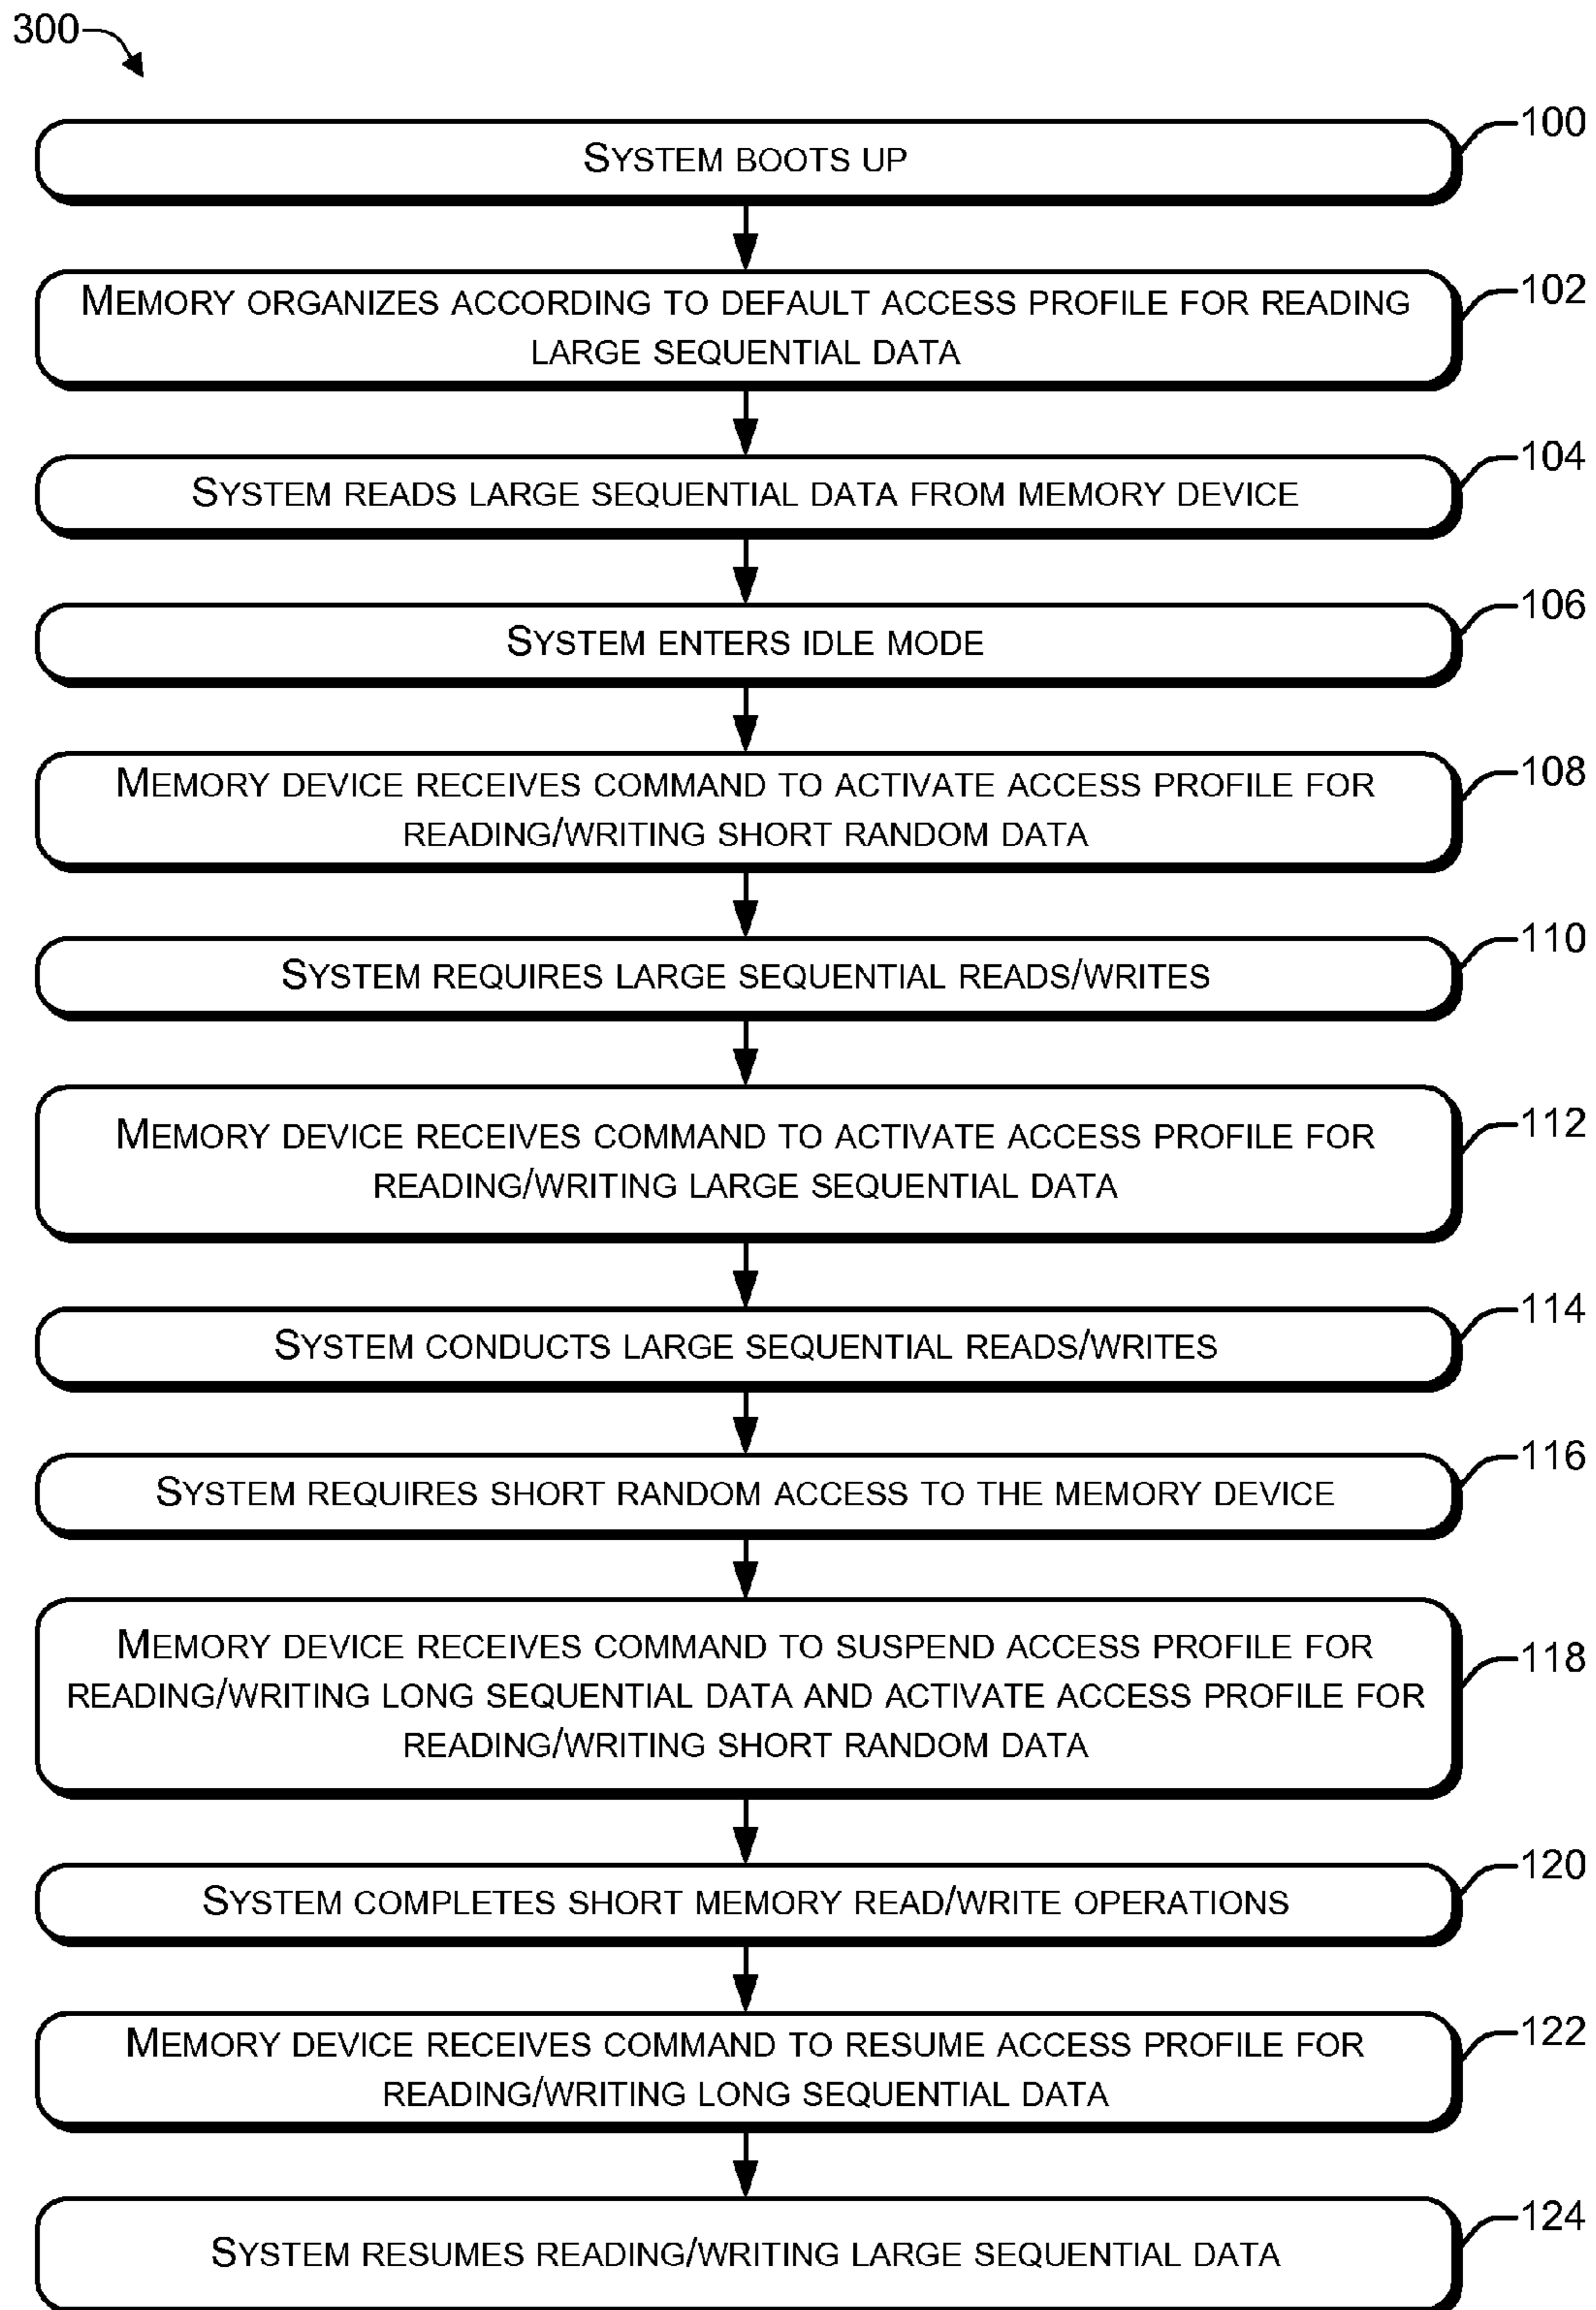 300
100
SYSTEM BOOTS UP
102
MEMORY ORGANIZES ACCORDING TO DEFAULT ACCESS PROFILE FOR READING
LARGE SEQUENTIAL DATA
104
SYSTEM READS LARGE SEQUENTIAL DATA FROM MEMORY DEVICE
106
SYSTEM ENTERS IDLE MODE
108
MEMORY DEVICE RECEIVES COMMAND TO ACTIVATE ACCESS PROFILE FOR
READING/WRITING SHORT RANDOM DATA
110
SYSTEM REQUIRES LARGE SEQUENTIAL READS/WRITES
112
MEMORY DEVICE RECEIVES COMMAND TO ACTIVATE ACCESS PROFILE FOR
READING/WRITING LARGE SEQUENTIAL DATA
114
SYSTEM CONDUCTS LARGE SEQUENTIAL READS/WRITES
116
SYSTEM REQUIRES SHORT RANDOM ACCESS TO THE MEMORY DEVICE
118
MEMORY DEVICE RECEIVES COMMAND TO SUSPEND ACCESS PROFILE FOR
READING/WRITING LONG SEQUENTIAL DATA AND ACTIVATE ACCESS PROFILE FOR
READING/WRITING SHORT RANDOM DATA
120
SYSTEM COMPLETES SHORT MEMORY READ/WRITE OPERATIONS
122
MEMORY DEVICE RECEIVES COMMAND TO RESUME ACCESS PROFILE FOR
READING/WRITING LONG SEQUENTIAL DATA
124
SYSTEM RESUMES READING/WRITING LARGE SEQUENTIAL DATA